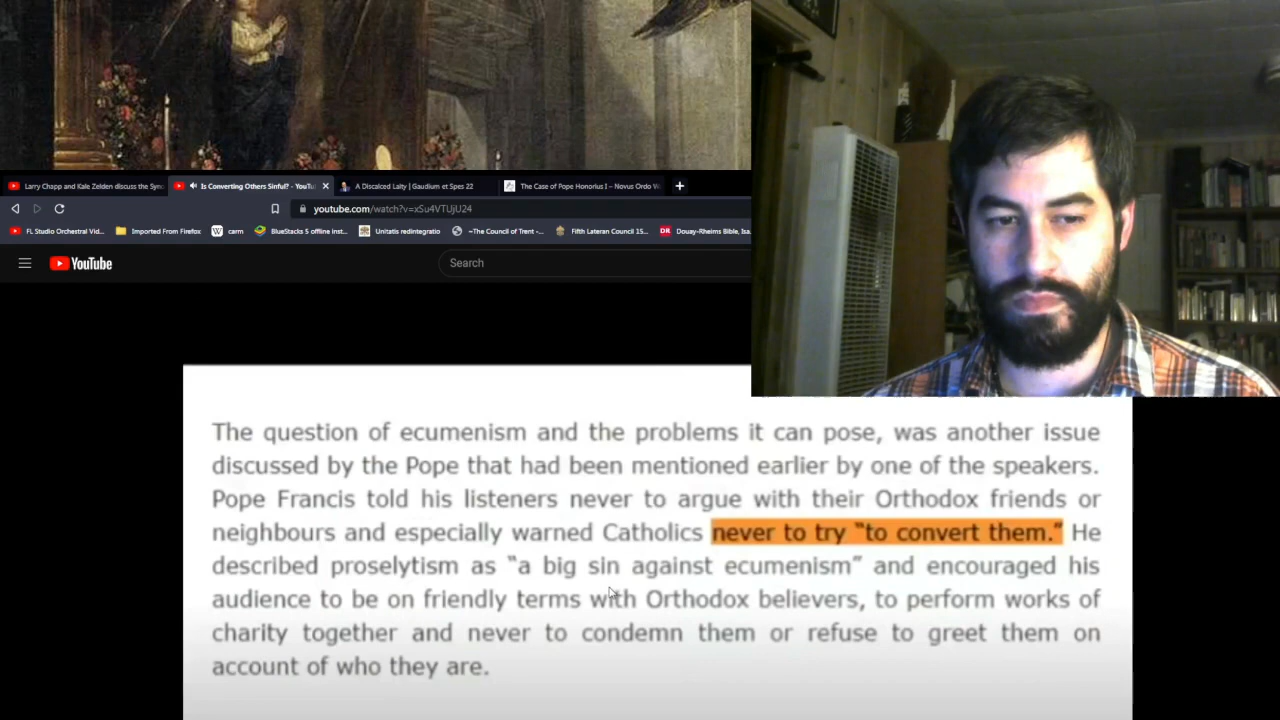 Larry Chapp and Kale Zelden discuss the Syno
Is Converting Others Sinful? - YouTu
A Discalced Laity | Gaudium et Spes 22
The Case of Pope Honorius I – Novus Ordo W
youtube.com/watch?v=xSu4VTUjU24
FL Studio Orchestral Vid...
Imported From Firefox
W carm
BlueStacks 5 offline inst...
Unitatis redintegratio
~The Council of Trent -...
Fifth Lateran Council 15...
DR Douay-Rheims Bible, Isa.
YouTube
Search
The question of ecumenism and the problems it can pose, was another issue
discussed by the Pope that had been mentioned earlier by one of the speakers.
Pope Francis told his listeners never to argue with their Orthodox friends or
neighbours and especially warned Catholics never to try “to convert them.” He
described proselytism as “a big sin against ecumenism” and encouraged his
audience to be on friendly terms with Orthodox believers, to perform works of
charity together and never to condemn them or refuse to greet them on
account of who they are.